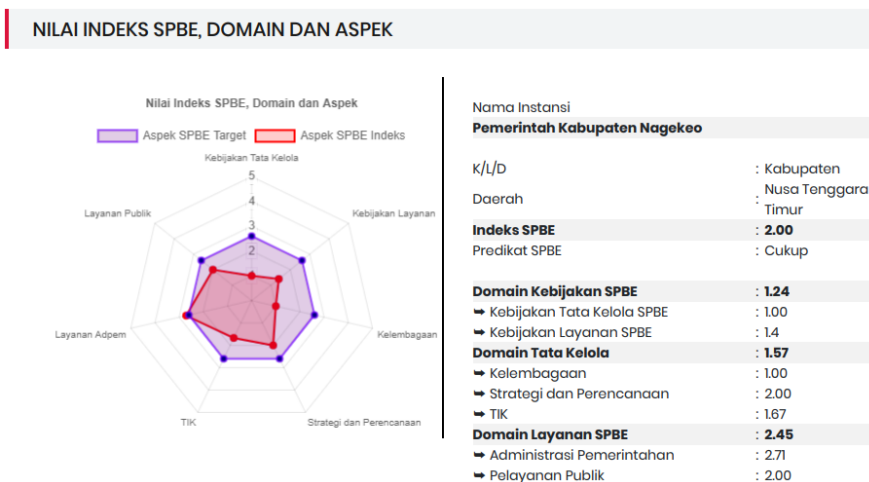 NILAI INDEKS SPBE, DOMAIN DAN ASPEK
Nilai Indeks SPBE, Domain dan Aspek
Aspek SPBE Target Aspek SPBE Indeks
Kebijakan Tata Kelola
5
4
3
2
Layanan Publik
Kebijakan Layanan
Layanan Adpem
Kelembagaan
TIK
Strategi dan Perencanaan
Nama Instansi
Pemerintah Kabupaten Nagekeo
K/L/D : Kabupaten
Daerah : Nusa Tenggara
Timur
Indeks SPBE : 2.00
Predikat SPBE : Cukup
Domain Kebijakan SPBE : 1.24
➥ Kebijakan Tata Kelola SPBE : 1.00
➥ Kebijakan Layanan SPBE : 1.4
Domain Tata Kelola : 1.57
➥ Kelembagaan : 1.00
➥ Strategi dan Perencanaan : 2.00
➥ TIK : 1.67
Domain Layanan SPBE : 2.45
➥ Administrasi Pemerintahan : 2.71
➥ Pelayanan Publik : 2.00